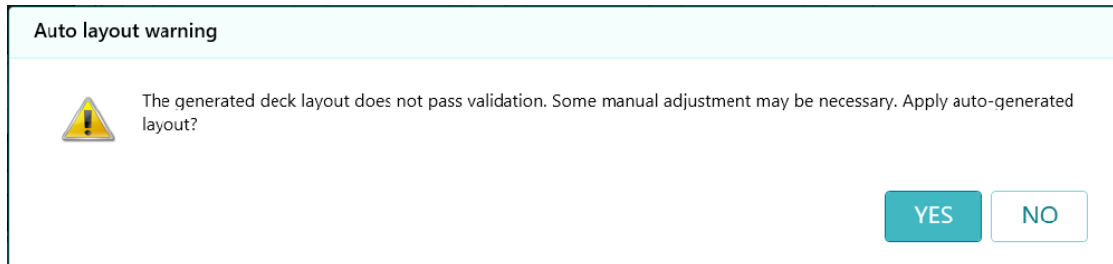 Auto layout warning
The generated deck layout does not pass validation. Some manual adjustment may be necessary. Apply auto-generated
layout?
YES NO